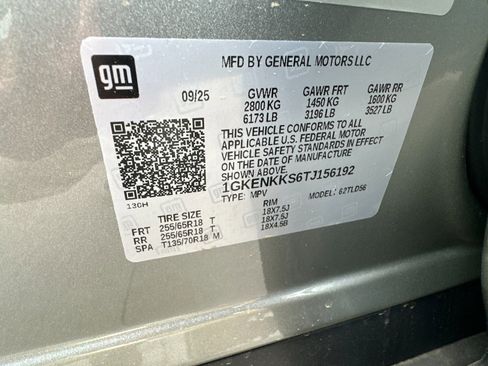 gm
MFD BY GENERAL MOTORS LLC
09/25 GVWR GAWR FRT GAWR RR
2800 KG 1450 KG 1600 KG
6173 LB 3196 LB 3527 LB
THIS VEHICLE CONFORMS TO ALL
APPLICABLE U.S. FEDERAL MOTOR
VEHICLE SAFETY STANDARDS IN EFFECT
ON THE DATE OF MANUFACTURE
1GKENKKS6TJ156192
TYPE: MPV MODEL: 62TLD56
136H
TIRE SIZE RIM
FRT 255/65R18 T 18X7.5J
RR 255/65R18 T 18X7.5J
SPA T135/70R18 M 18X4.5B